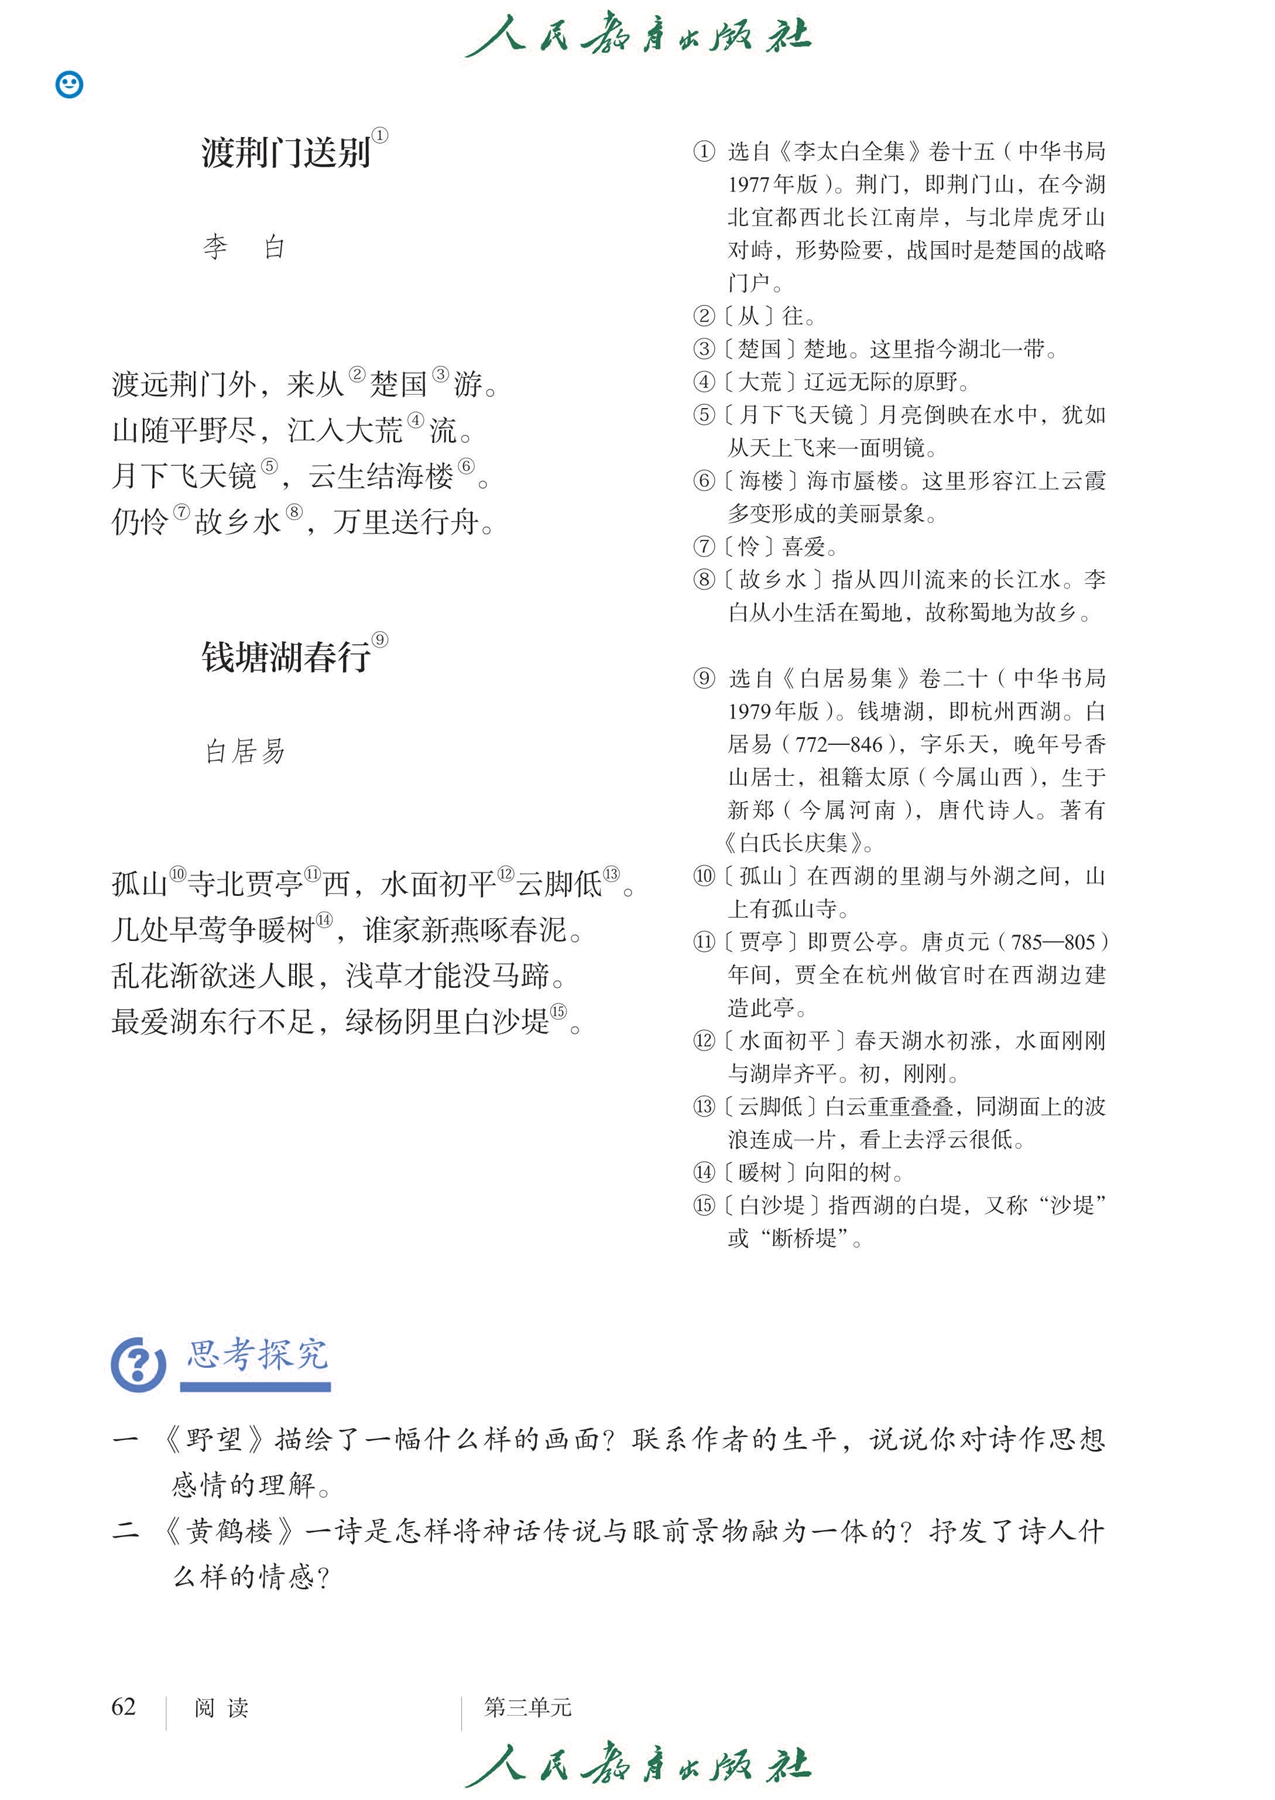 人民教育出版社
渡荆门送别①
李 白
渡远荆门外，来从②楚国③游。
山随平野尽，江入大荒④流。
月下飞天镜⑤，云生结海楼⑥。
仍怜⑦故乡水⑧，万里送行舟。
钱塘湖春行⑨
白居易
孤山⑩寺北贾亭⑪西，水面初平⑫云脚低⑬。
几处早莺争暖树⑭，谁家新燕啄春泥。
乱花渐欲迷人眼，浅草才能没马蹄。
最爱湖东行不足，绿杨阴里白沙堤⑮。
① 选自《李太白全集》卷十五（中华书局
1977年版）。荆门，即荆门山，在今湖
北宜都西北长江南岸，与北岸虎牙山
对峙，形势险要，战国时是楚国的战略
门户。
②〔从〕往。
③〔楚国〕楚地。这里指今湖北一带。
④〔大荒〕辽远无际的原野。
⑤〔月下飞天镜〕月亮倒映在水中，犹如
从天上飞来一面明镜。
⑥〔海楼〕海市蜃楼。这里形容江上云霞
多变形成的美丽景象。
⑦〔怜〕喜爱。
⑧〔故乡水〕指从四川流来的长江水。李
白从小生活在蜀地，故称蜀地为故乡。
⑨ 选自《白居易集》卷二十（中华书局
1979年版）。钱塘湖，即杭州西湖。白
居易（772—846），字乐天，晚年号香
山居士，祖籍太原（今属山西），生于
新郑（今属河南），唐代诗人。著有
《白氏长庆集》。
⑩〔孤山〕在西湖的里湖与外湖之间，山
上有孤山寺。
⑪〔贾亭〕即贾公亭。唐贞元（785—805）
年间，贾全在杭州做官时在西湖边建
造此亭。
⑫〔水面初平〕春天湖水初涨，水面刚刚
与湖岸齐平。初，刚刚。
⑬〔云脚低〕白云重重叠叠，同湖面上的波
浪连成一片，看上去浮云很低。
⑭〔暖树〕向阳的树。
⑮〔白沙堤〕指西湖的白堤，又称“沙堤”
或“断桥堤”。
思考探究
一 《野望》描绘了一幅什么样的画面？联系作者的生平，说说你对诗作思想
感情的理解。
二 《黄鹤楼》一诗是怎样将神话传说与眼前景物融为一体的？抒发了诗人什
么样的情感？
62 阅读 第三单元
人民教育出版社